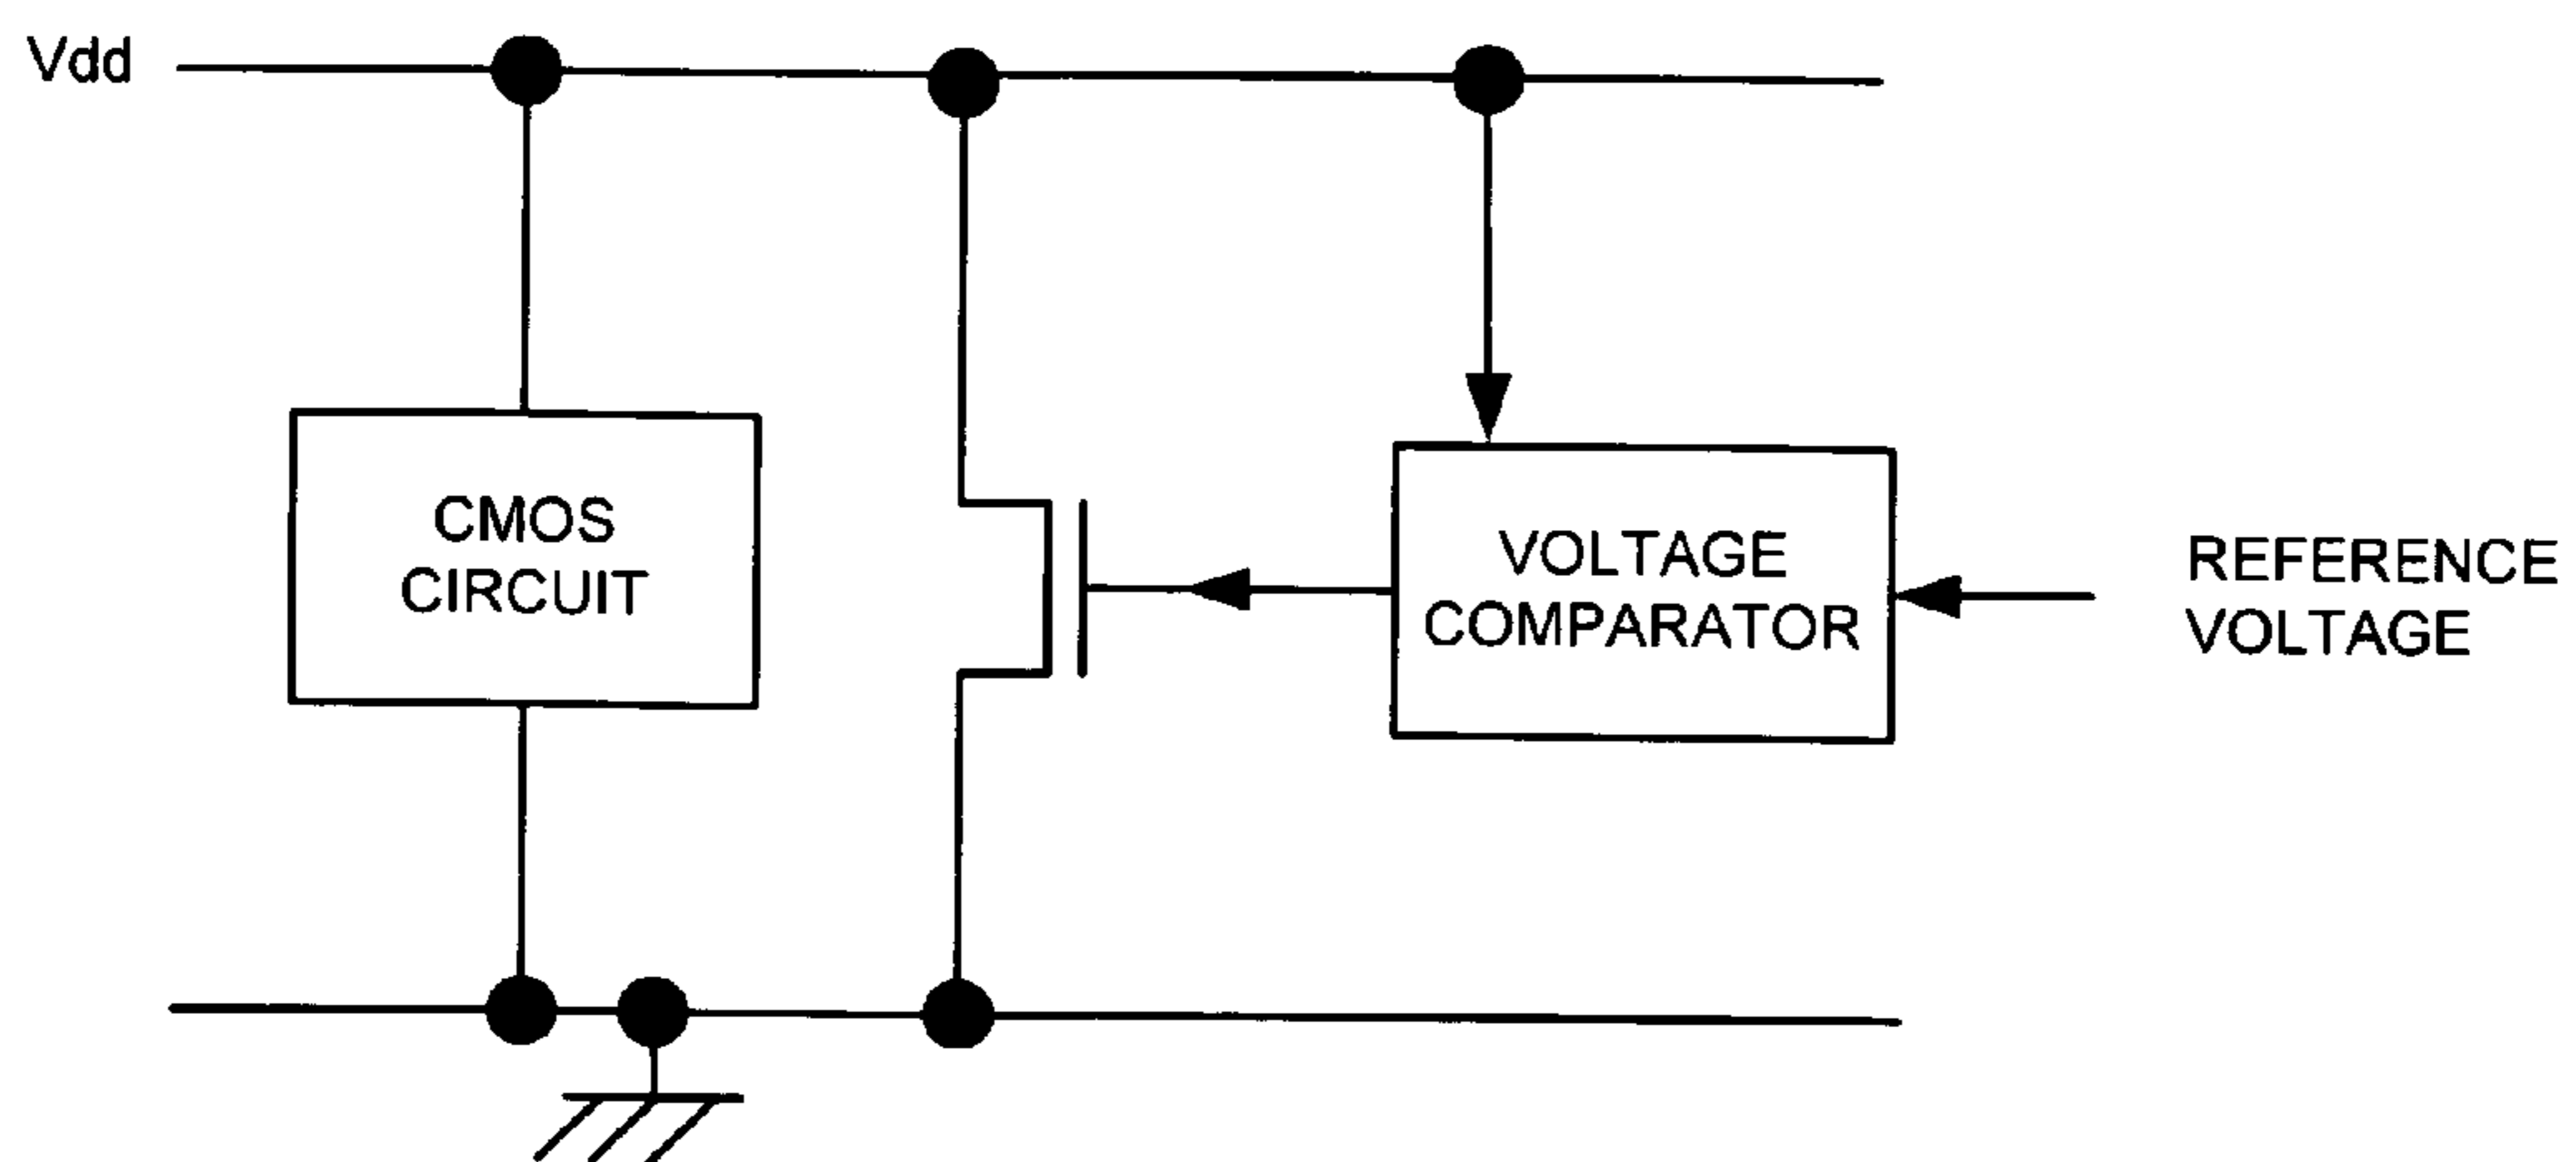 Vdd
CMOS
CIRCUIT
VOLTAGE
COMPARATOR
REFERENCE
VOLTAGE